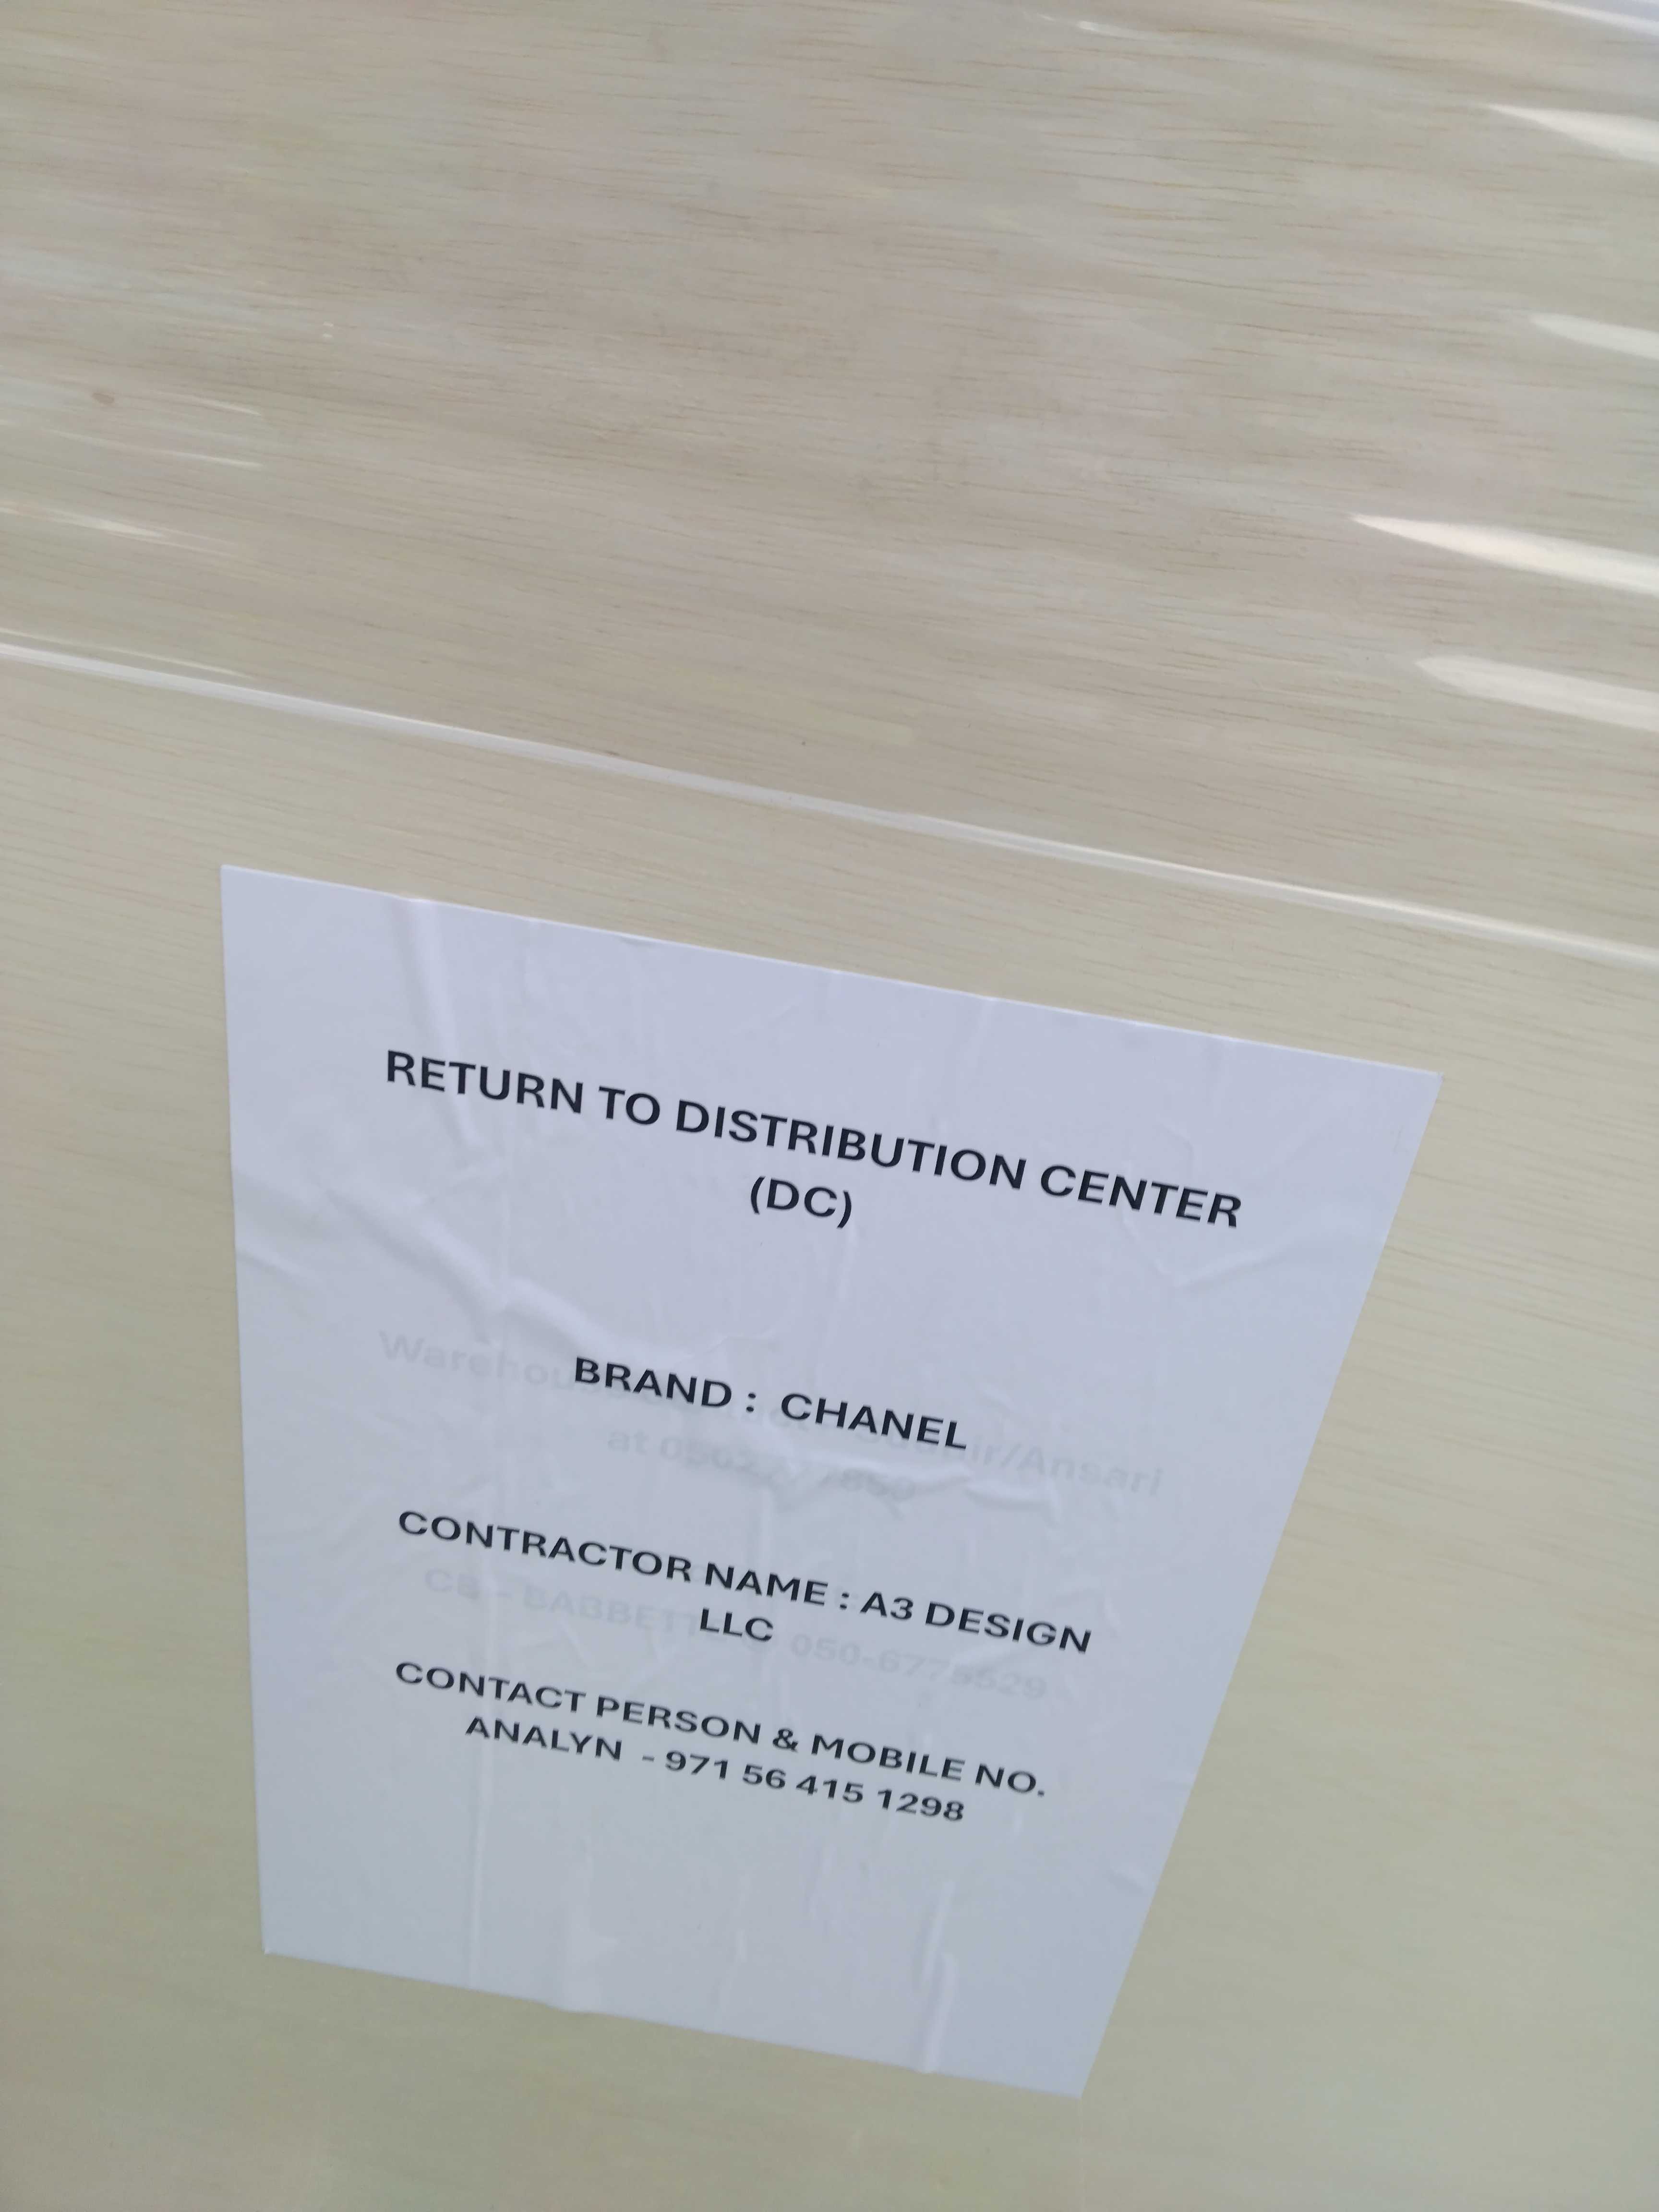 RETURN TO DISTRIBUTION CENTER
(DC)
BRAND : CHANEL
CONTRACTOR NAME : A3 DESIGN
LLC
CONTACT PERSON & MOBILE NO.
ANALYN - 971 56 415 1298